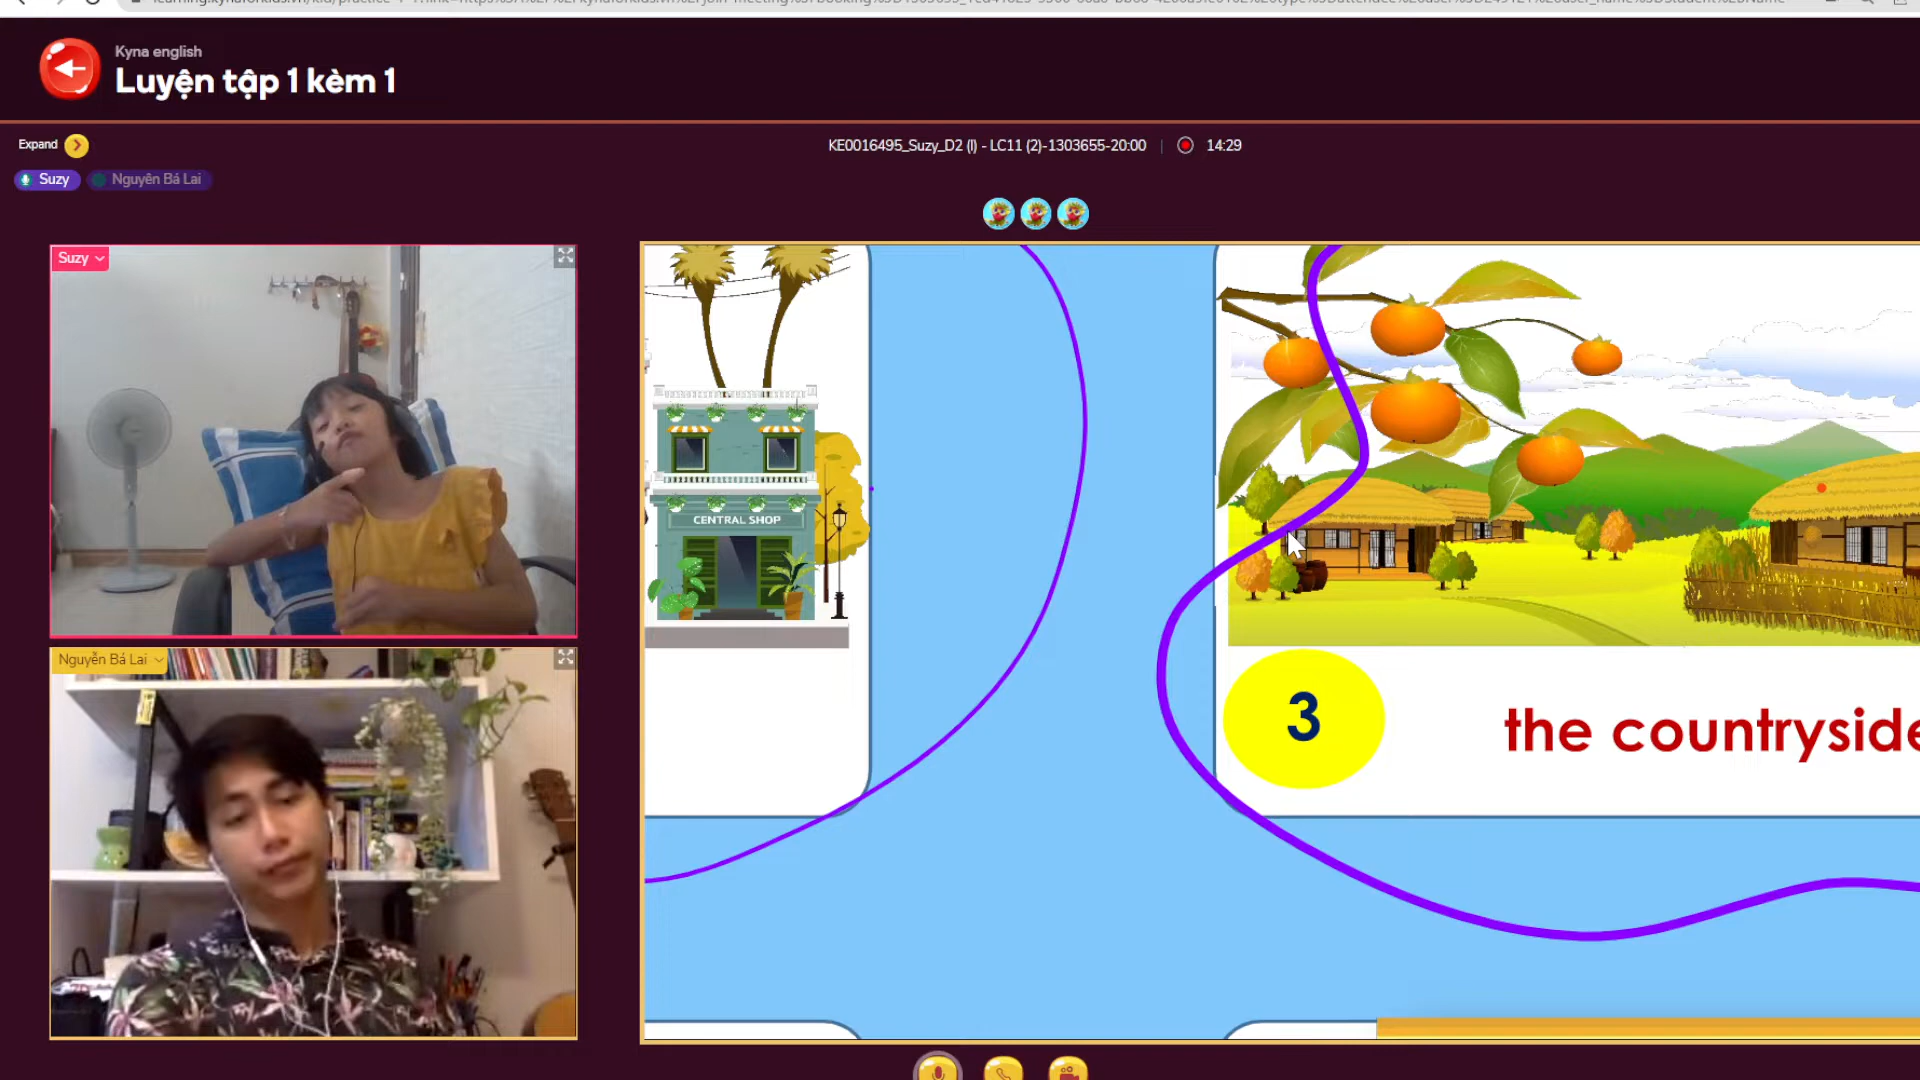 Kyna english
Luyện tập 1 kèm 1
Expand
KE0016495_Suzy_D2 (I) - LC11 (2)-1303655-20:00 | 14:29
Suzy
Nguyễn Bá Lai
Suzy
Nguyễn Bá Lai
CENTRAL SHOP
3
the countryside